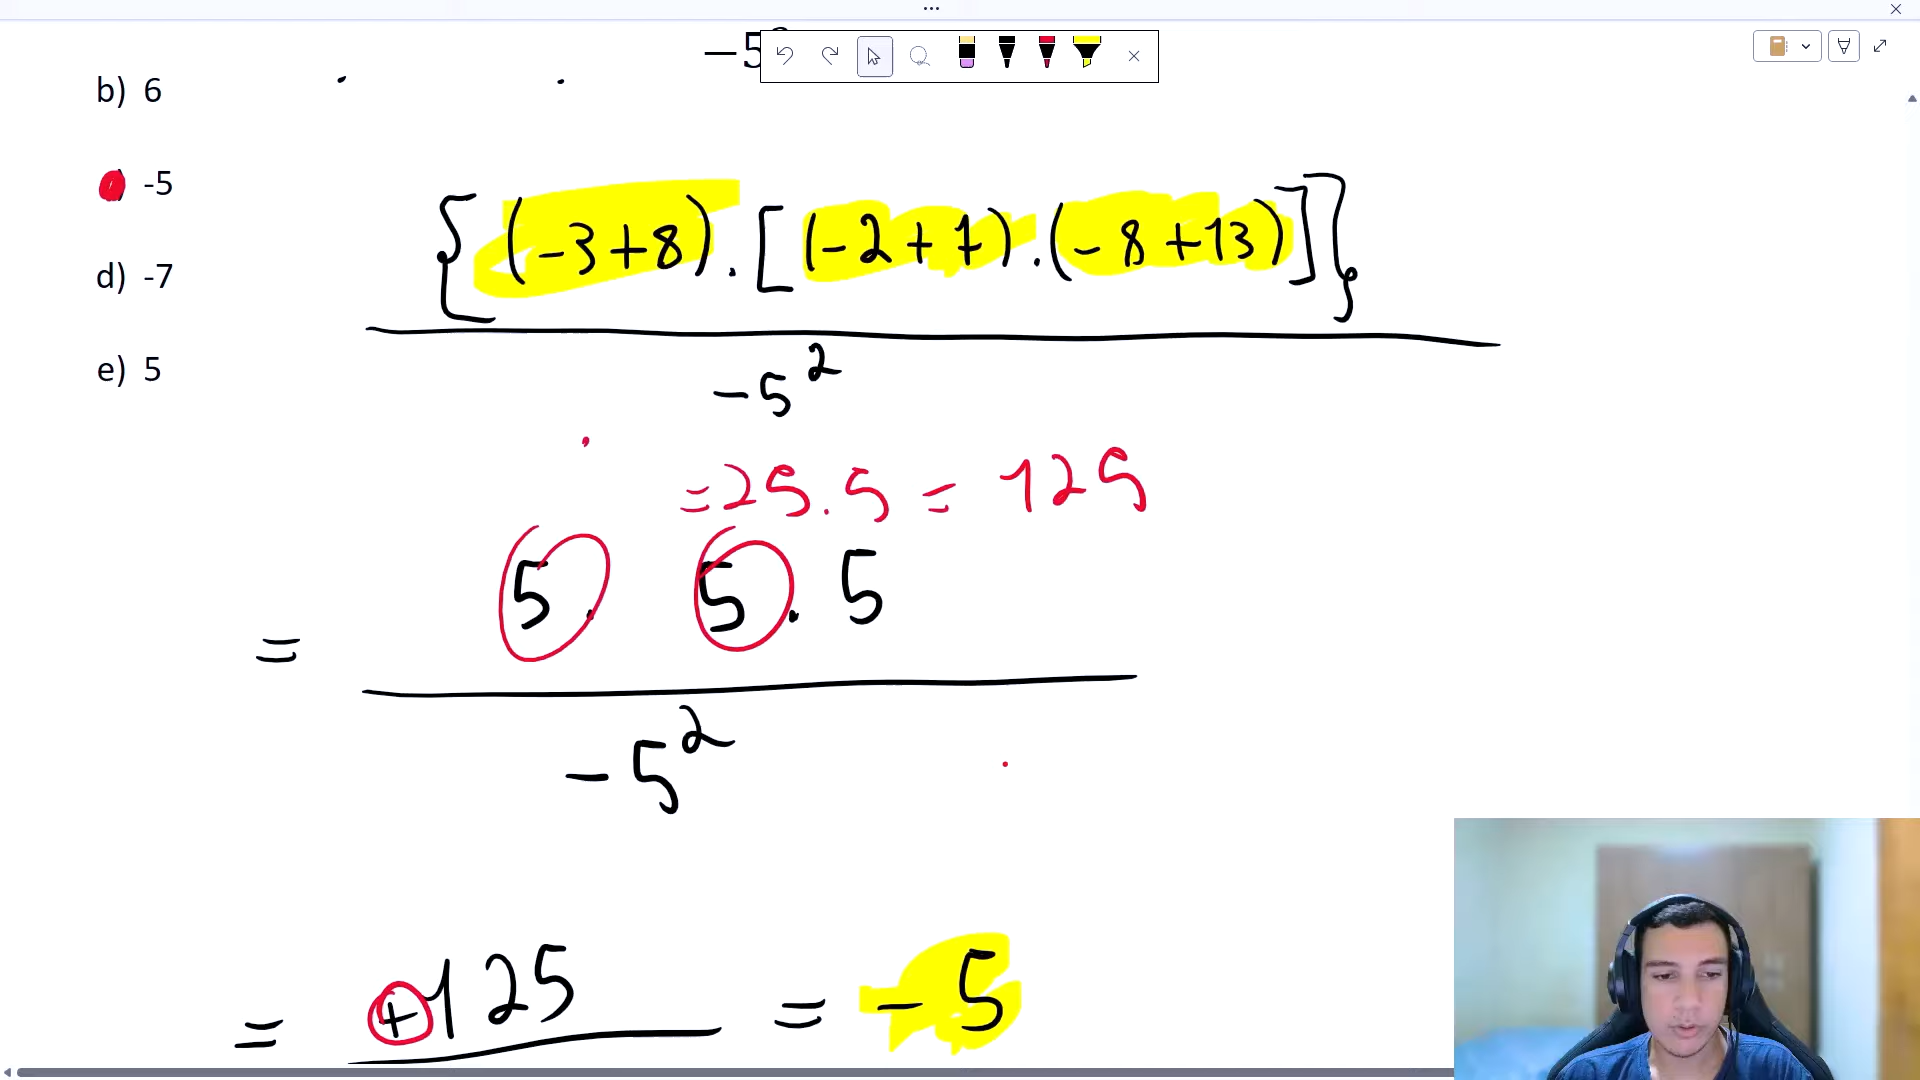 -5
b) 6
-5
d) -7
e) 5
{(-3+8).[(-2+7).(-8+13)]}
-5²
=25.5=125
5. 5.5
=
-5²
+125
= = -5